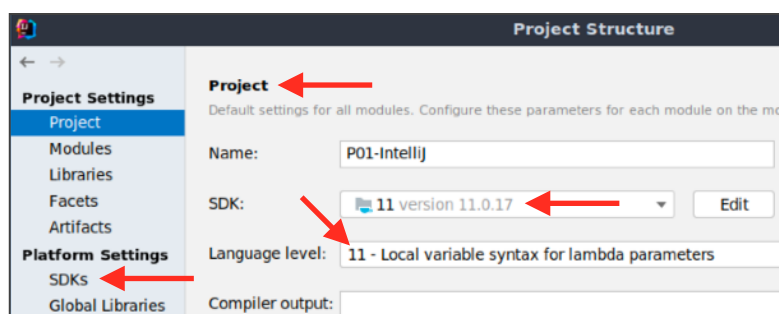 Project Structure
Project Settings
Project
Modules
Libraries
Facets
Artifacts
Platform Settings
SDKs
Global Libraries
Project
Default settings for all modules. Configure these parameters for each module on the
Name: P01-IntelliJ
SDK: 11 version 11.0.17 Edit
Language level: 11 - Local variable syntax for lambda parameters
Compiler output: